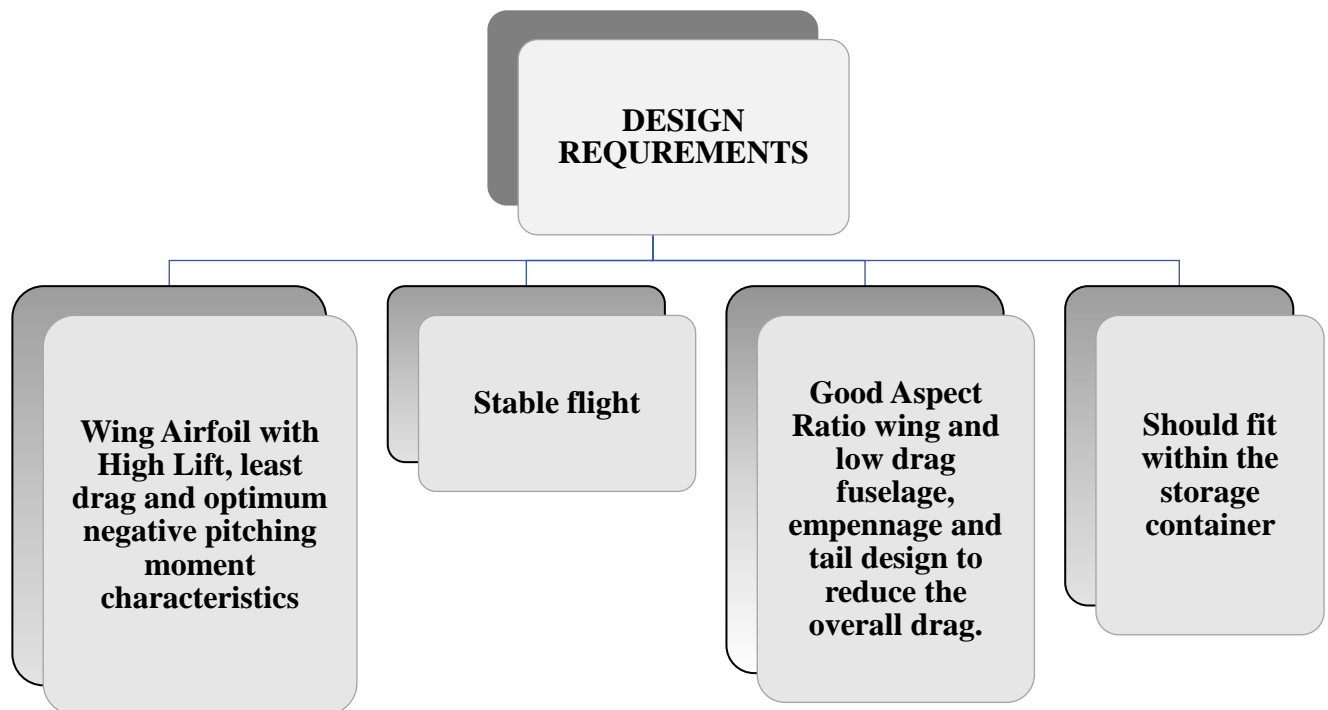 DESIGN
REQUREMENTS
Wing Airfoil with
High Lift, least
drag and optimum
negative pitching
moment
characteristics
Stable flight
Good Aspect
Ratio wing and
low drag
fuselage,
empennage and
tail design to
reduce the
overall drag.
Should fit
within the
storage
container